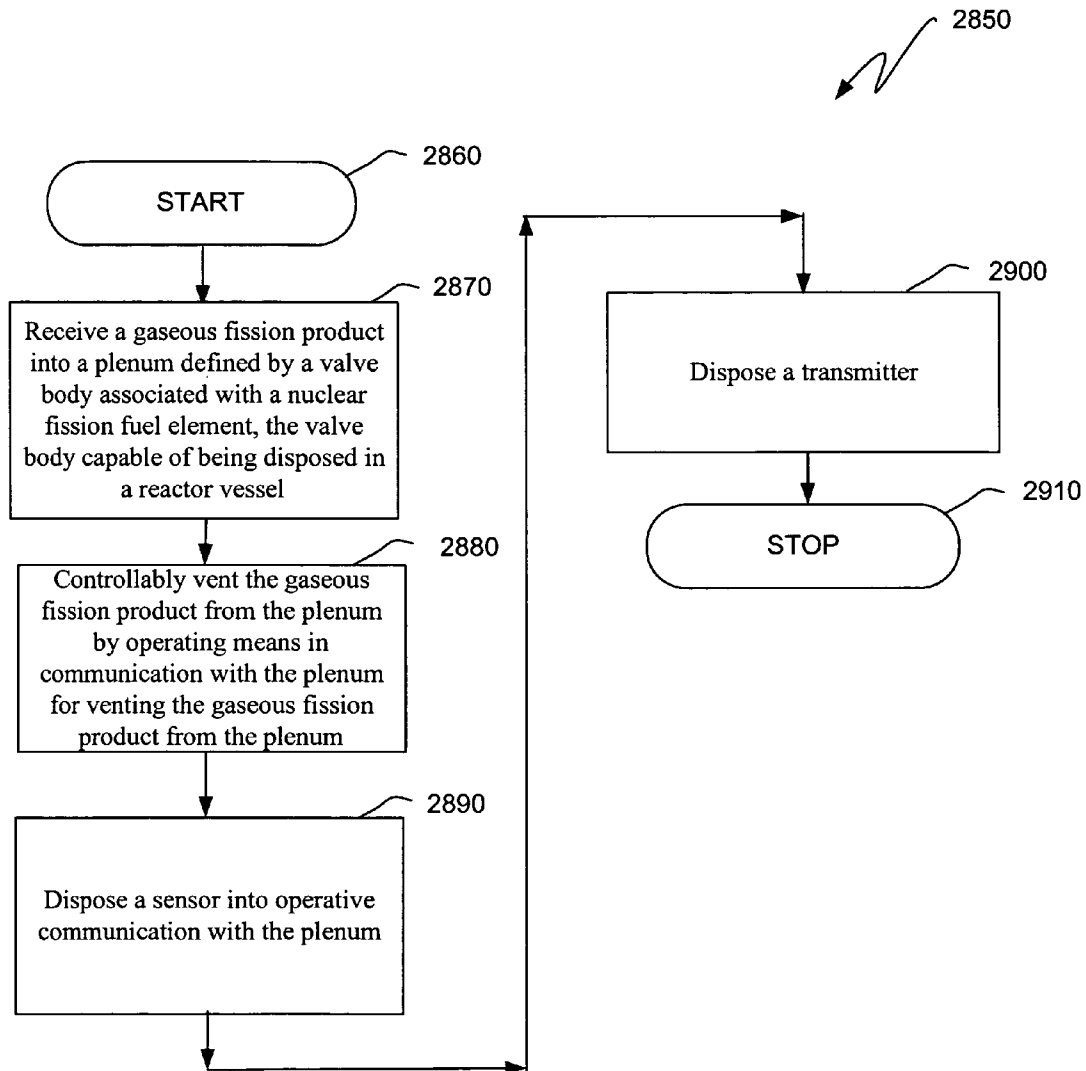 2850
2860
START
2870
Receive a gaseous fission product
into a plenum defined by a valve
body associated with a nuclear
fission fuel element, the valve
body capable of being disposed in
a reactor vessel
2880
Controllably vent the gaseous
fission product from the plenum
by operating means in
communication with the plenum
for venting the gaseous fission
product from the plenum
2890
Dispose a sensor into operative
communication with the plenum
2900
Dispose a transmitter
2910
STOP